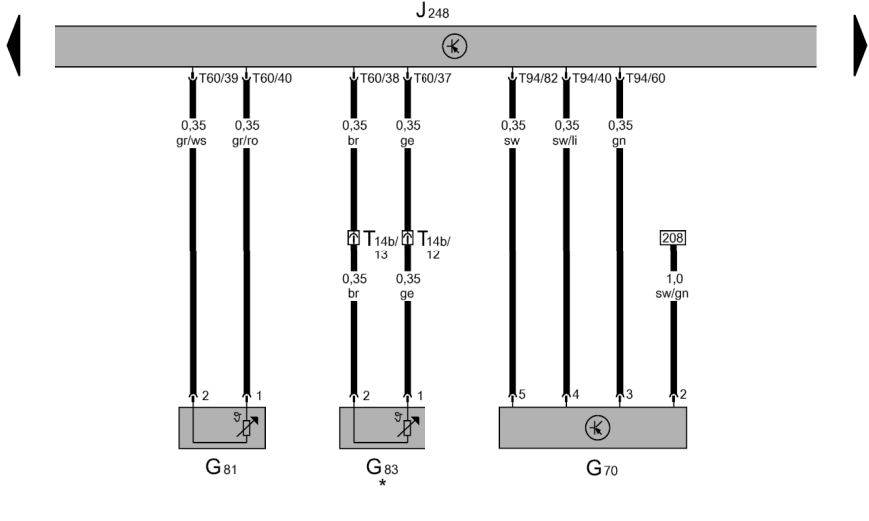 J248
T60/39 T60/40 T60/38 T60/37 T94/82 T94/40 T94/60
0,35 0,35 0,35 0,35 0,35 0,35 0,35
gr/ws gr/ro br ge sw sw/li gn
T14b/ T14b/ 208
13 12
0,35 0,35 1,0
br ge sw/gn
2 1 2 1 5 4 3 2
ϑ ϑ
G81 G83 G70
*